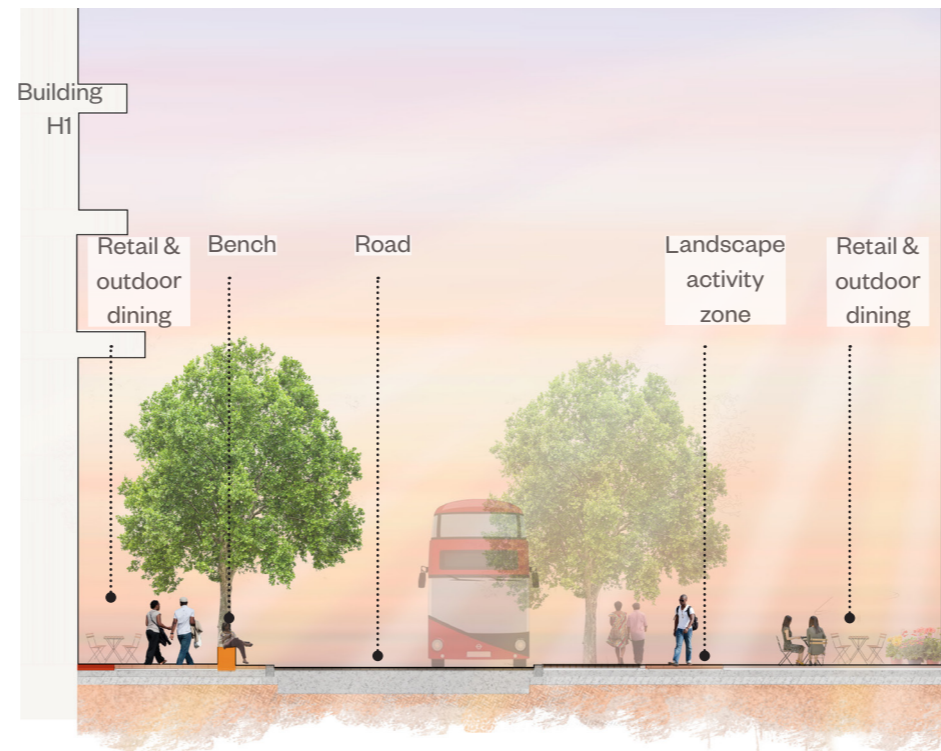 Building
H1
Retail &
outdoor
dining
Bench
Road
Landscape
activity
zone
Retail &
outdoor
dining